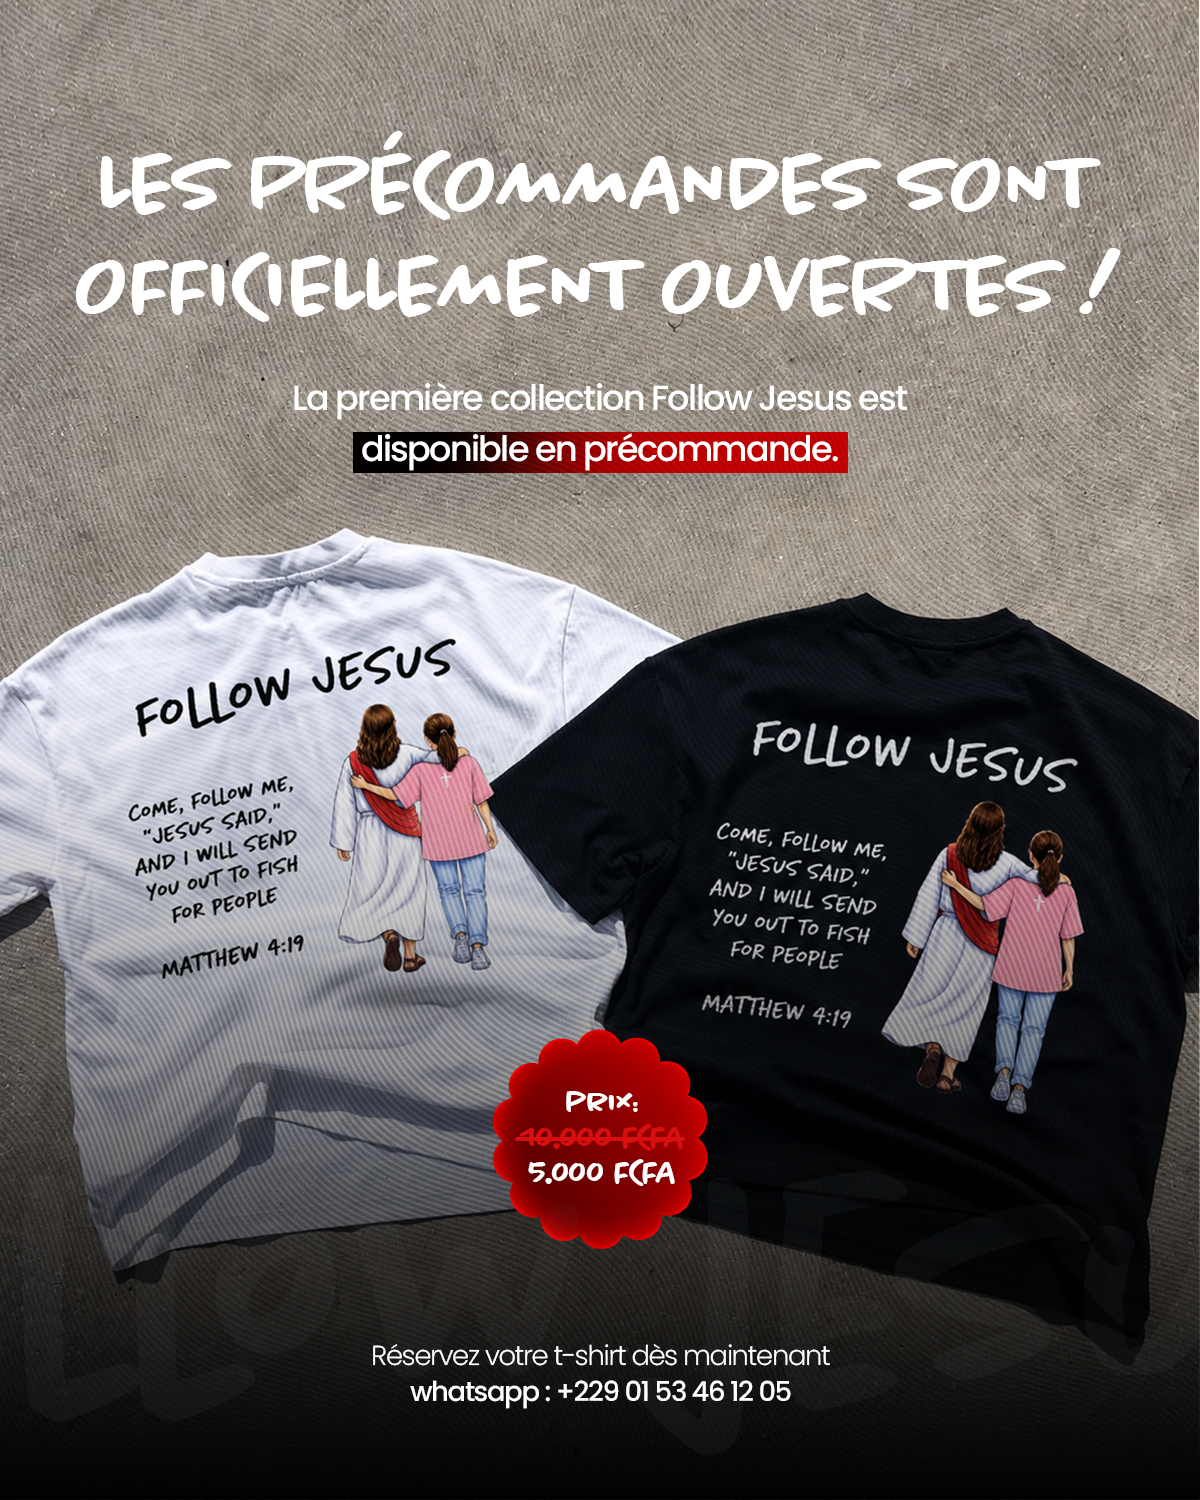 LES PRÉCOMMANDES SONT
OFFICIELLEMENT OUVERTES !
La première collection Follow Jesus est
disponible en précommande.
FOLLOW JESUS
COME, FOLLOW ME,
"JESUS SAID,"
AND I WILL SEND
YOU OUT TO FISH
FOR PEOPLE
MATTHEW 4:19
FOLLOW JESUS
COME, FOLLOW ME,
"JESUS SAID,"
AND I WILL SEND
YOU OUT TO FISH
FOR PEOPLE
MATTHEW 4:19
PRIX:
10.000 FCFA
5.000 FCFA
LLOW JESU
Réservez votre t-shirt dès maintenant
whatsapp : +229 01 53 46 12 05